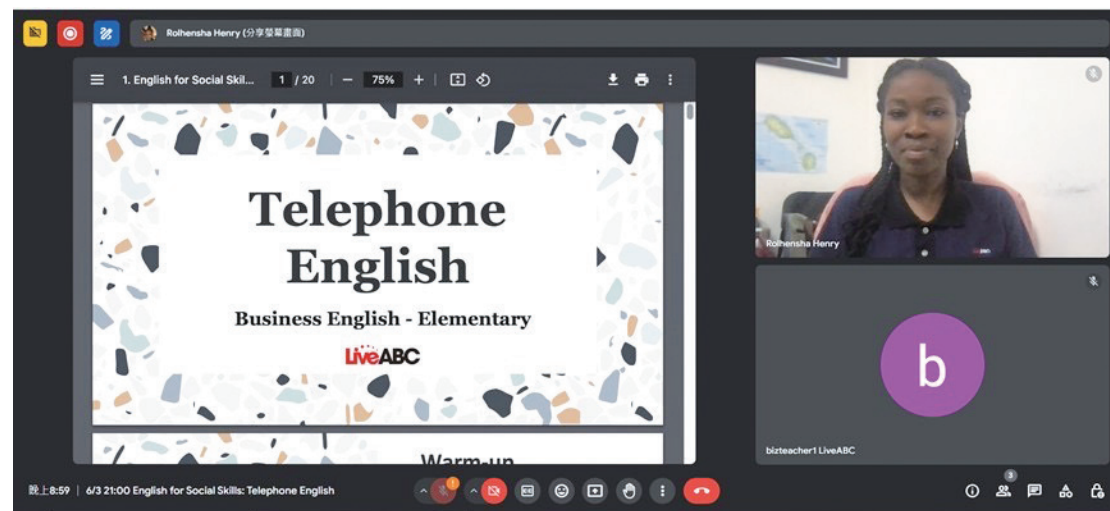 Rolhensha Henry (分享螢幕畫面)
1. English for Social Skil... 1 / 20 75%
Telephone
English
Business English - Elementary
LiveABC
Warm-up
Rolhensha Henry
b
bizteacher1 LiveABC
晚上8:59 | 6/3 21:00 English for Social Skills: Telephone English
1
3